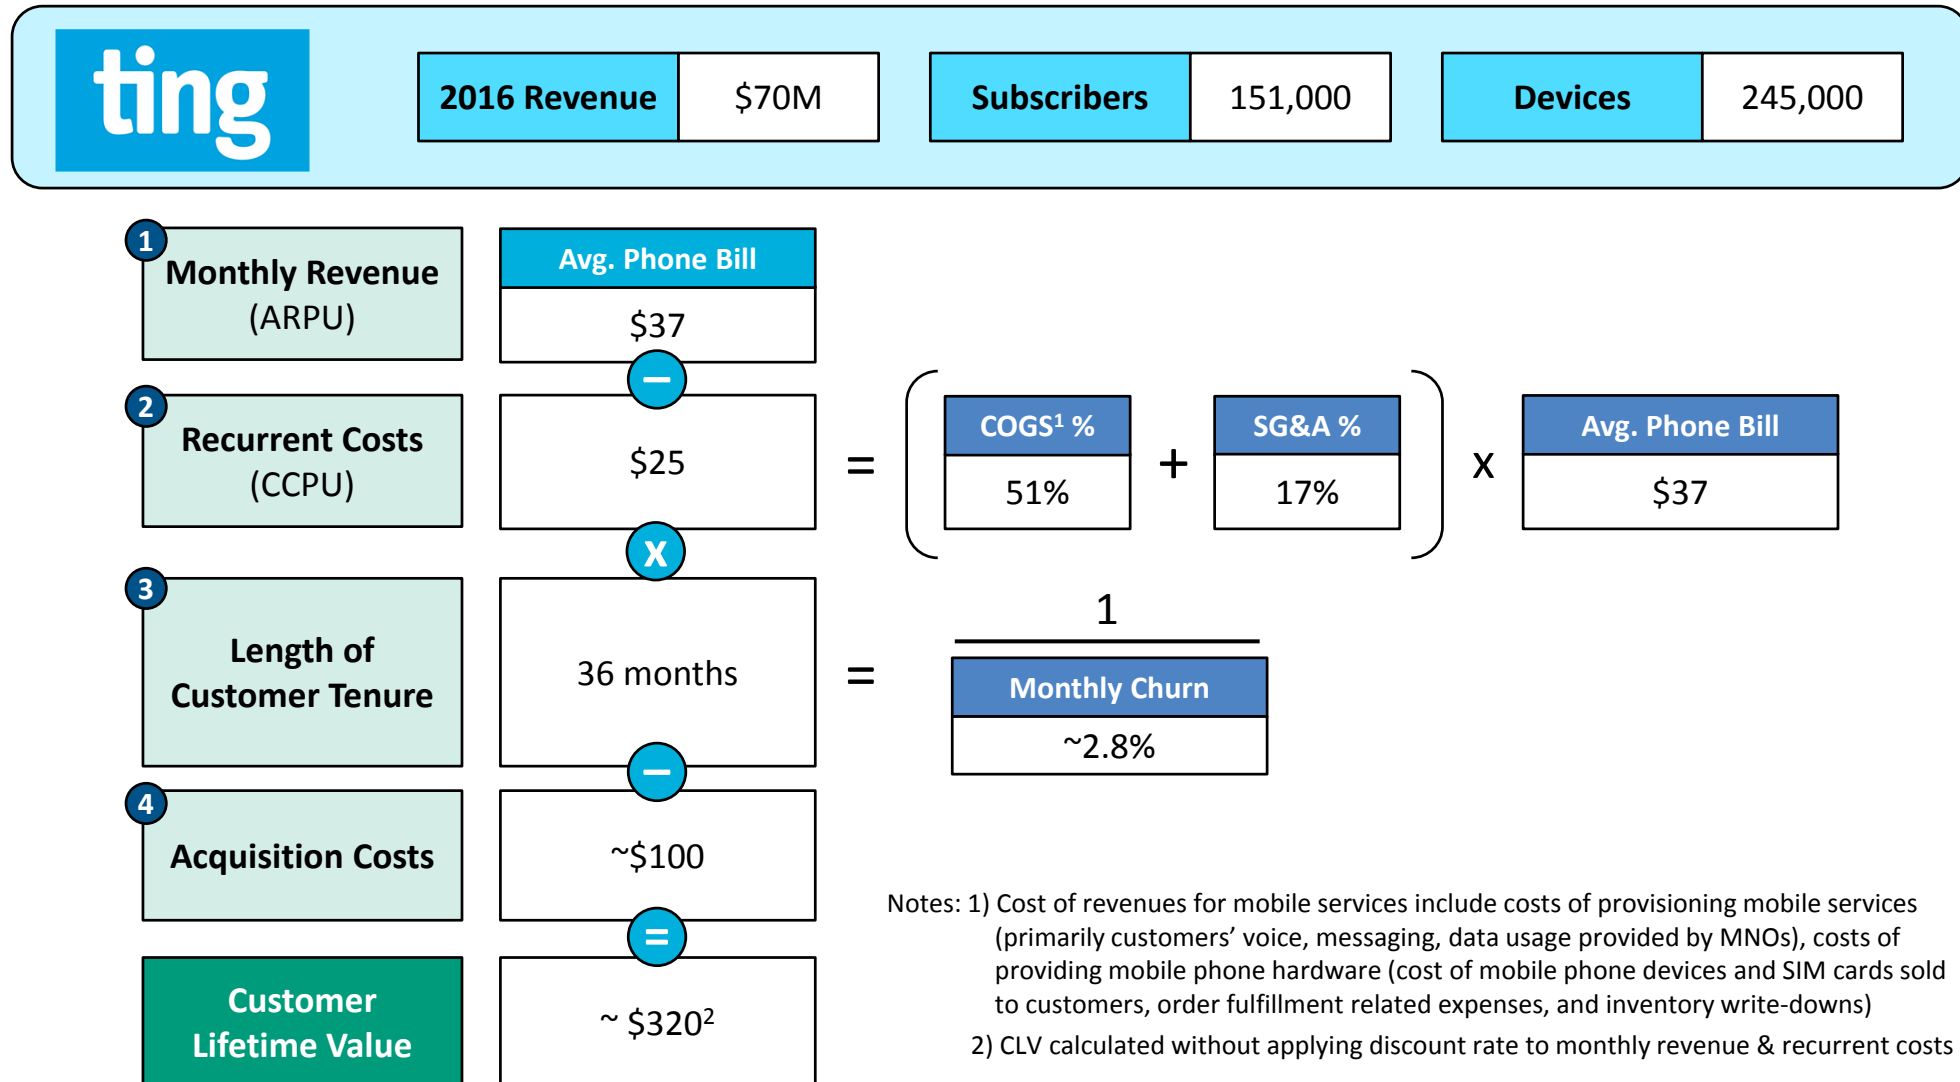 ting
2016 Revenue $70M
Subscribers 151,000
Devices 245,000
1
Monthly Revenue
(ARPU)
Avg. Phone Bill
$37
–
2
Recurrent Costs
(CCPU)
$25
=
COGS¹ %
51%
+
SG&A %
17%
x
Avg. Phone Bill
$37
x
3
Length of
Customer Tenure
36 months
=
1
Monthly Churn
~2.8%
–
4
Acquisition Costs
~$100
=
Customer
Lifetime Value
~ $320²
Notes: 1) Cost of revenues for mobile services include costs of provisioning mobile services
(primarily customers’ voice, messaging, data usage provided by MNOs), costs of
providing mobile phone hardware (cost of mobile phone devices and SIM cards sold
to customers, order fulfillment related expenses, and inventory write-downs)
2) CLV calculated without applying discount rate to monthly revenue & recurrent costs